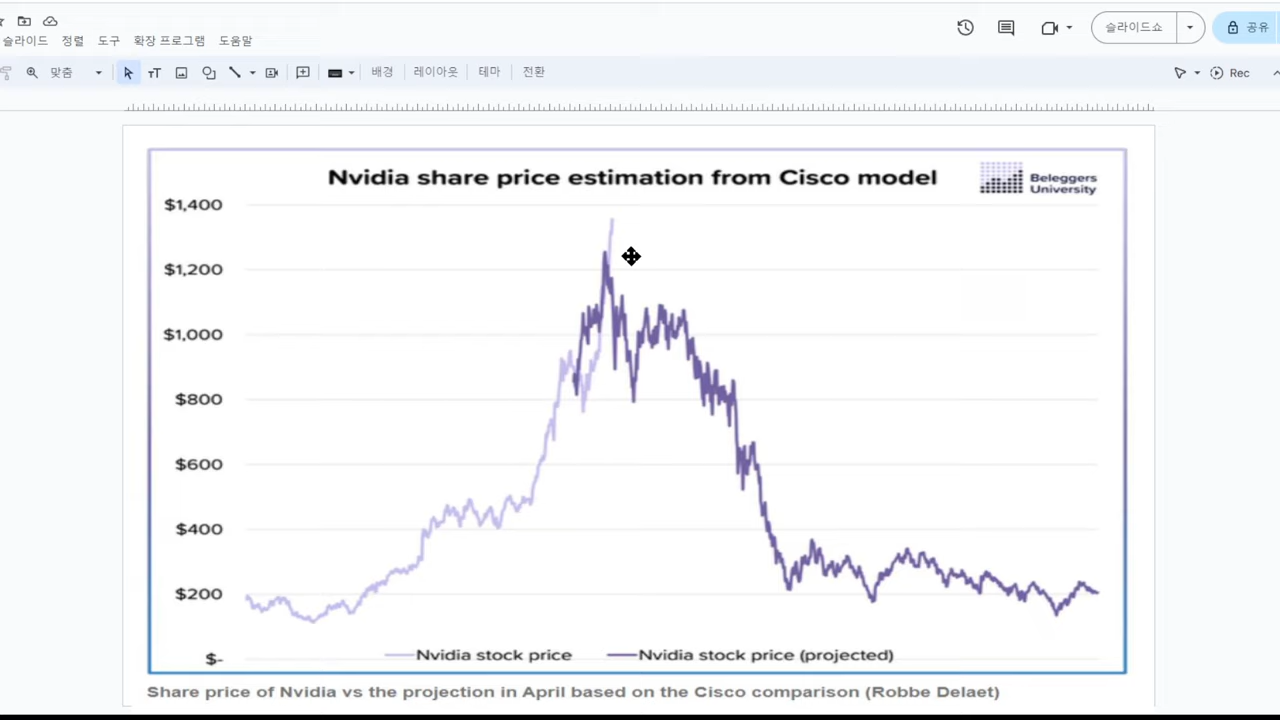 슬라이드 정렬 도구 확장 프로그램 도움말
슬라이드쇼
공유
맞춤
배경 레이아웃 테마 전환
Rec
Nvidia share price estimation from Cisco model
Beleggers
University
$1,400
$1,200
$1,000
$800
$600
$400
$200
$-
Nvidia stock price
Nvidia stock price (projected)
Share price of Nvidia vs the projection in April based on the Cisco comparison (Robbe Delaet)